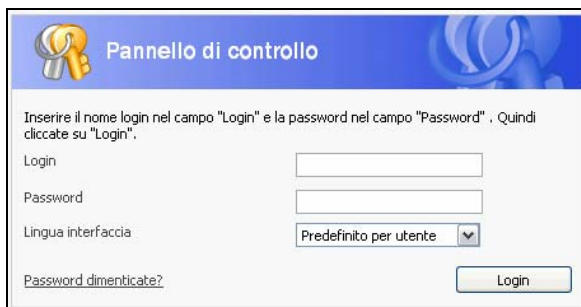 Pannello di controllo
Inserire il nome login nel campo "Login" e la password nel campo "Password" . Quindi
cliccate su "Login".
Login
Password
Lingua interfaccia
Predefinito per utente
Password dimenticate?
Login